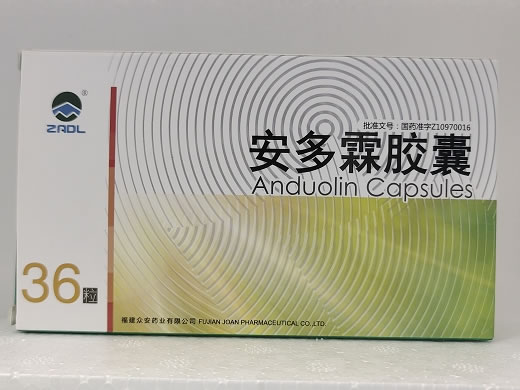 ®
ZADL
批准文号：国药准字Z10970016
安多霖胶囊
Anduolin Capsules
36粒
福建众安药业有限公司 FUJIAN JOAN PHARMACEUTICAL CO.,LTD.